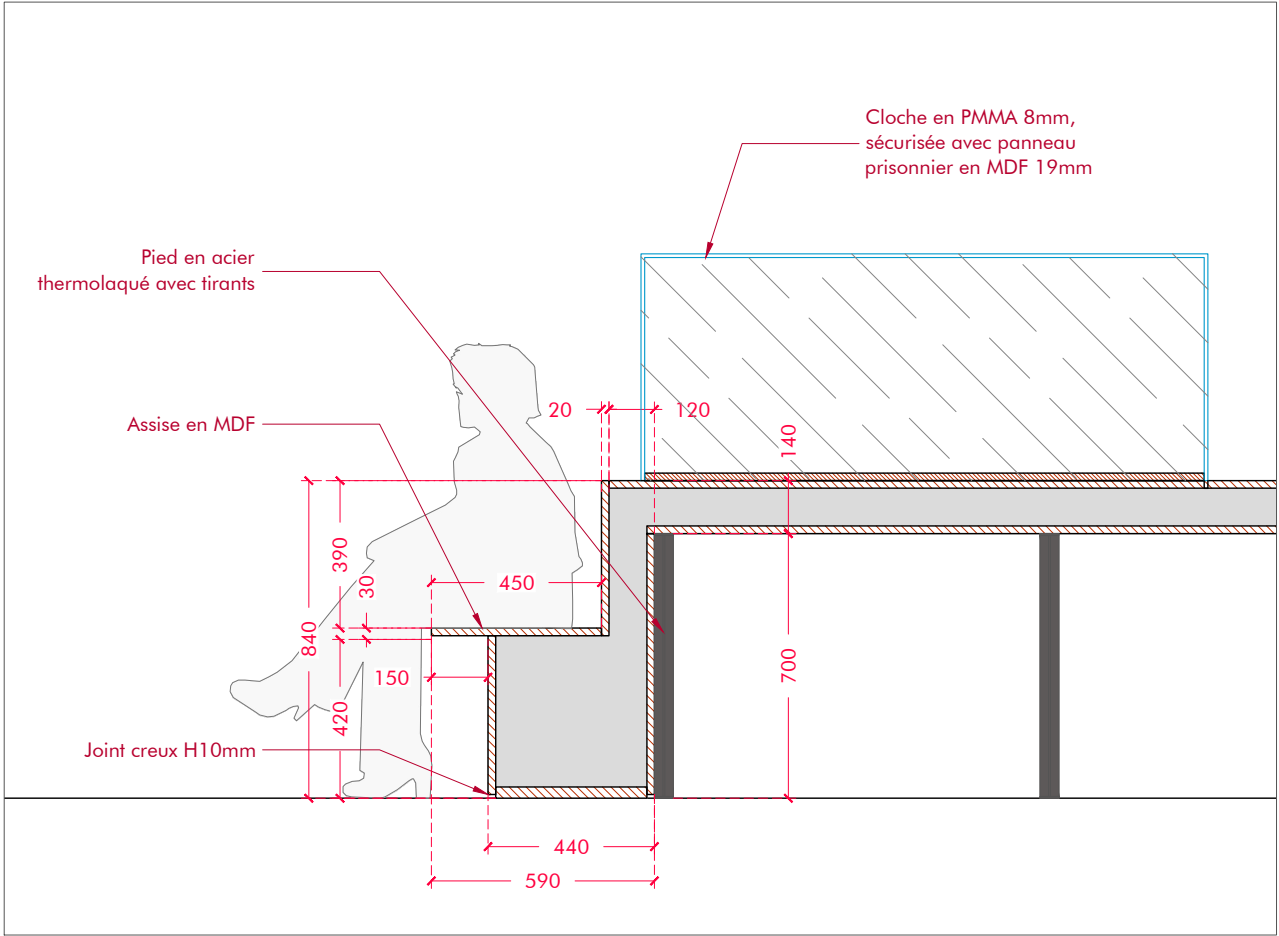 Cloche en PMMA 8mm,
sécurisée avec panneau
prisonnier en MDF 19mm
Pied en acier
thermolaqué avec tirants
20
120
Assise en MDF
140
390
30
450
840
700
150
420
Joint creux H10mm
440
590